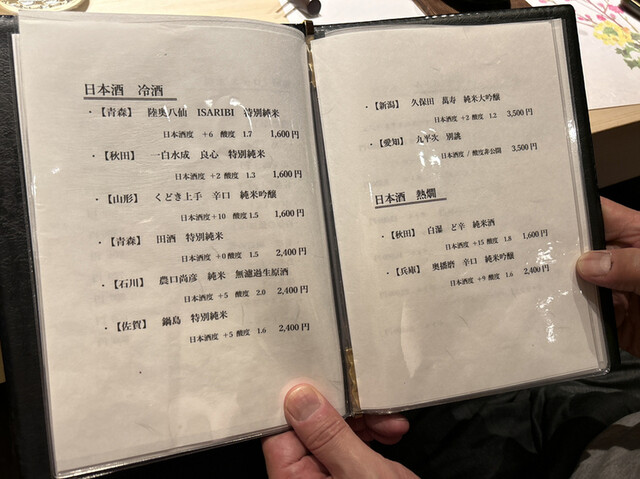 日本酒 冷酒
・【青森】 陸奥八仙 ISARIBI 特別純米
日本酒度 +6 酸度 1.7 1,600円
・【秋田】 一白水成 良心 特別純米
日本酒度 +2 酸度 1.3 1,600円
・【山形】 くどき上手 辛口 純米吟醸
日本酒度+10 酸度1.5 1,600円
・【青森】 田酒 特別純米
日本酒度 +0酸度 1.5 2,400円
・【石川】 農口尚彦 純米 無濾過生原酒
日本酒度 +5 酸度 2.0 2,400円
・【佐賀】 鍋島 特別純米
日本酒度 +5 酸度 1.6 2,400円
・【新潟】 久保田 萬寿 純米大吟醸
日本酒度 +2 酸度 1.2 3,500円
・【愛知】 九平次 別誂
日本酒度 / 酸度非公開 3,500円
日本酒 熱燗
・【秋田】 白瀑 ど辛 純米酒
日本酒度 +15 酸度 1.8 1,600円
・【兵庫】 奥播磨 辛口 純米吟醸
日本酒度 +9 酸度 1.6 2,400円